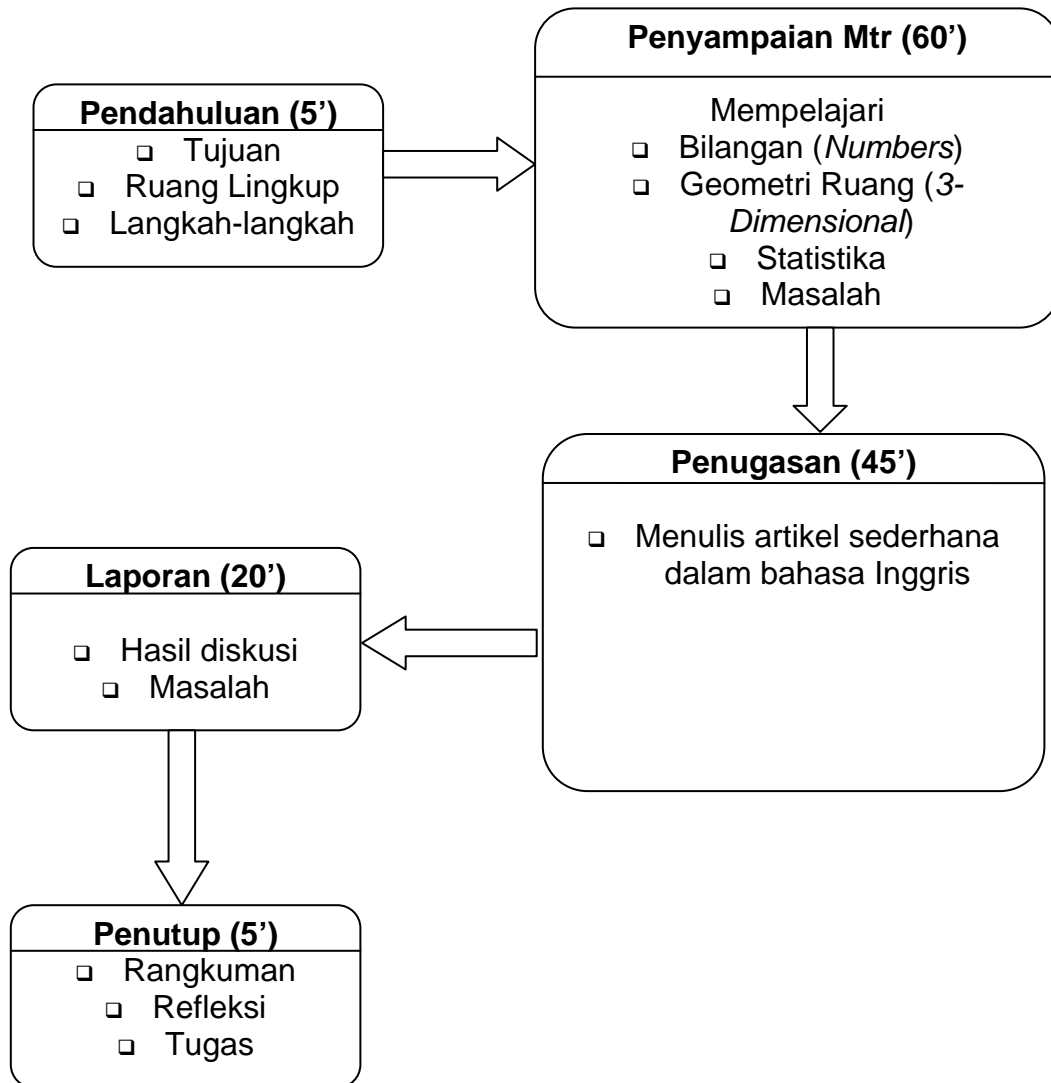 Pendahuluan (5’)
❑ Tujuan
❑ Ruang Lingkup
❑ Langkah-langkah
Penyampaian Mtr (60’)
Mempelajari
❑ Bilangan (Numbers)
❑ Geometri Ruang (3-
Dimensional)
❑ Statistika
❑ Masalah
Penugasan (45’)
❑ Menulis artikel sederhana
dalam bahasa Inggris
Laporan (20’)
❑ Hasil diskusi
❑ Masalah
Penutup (5’)
❑ Rangkuman
❑ Refleksi
❑ Tugas